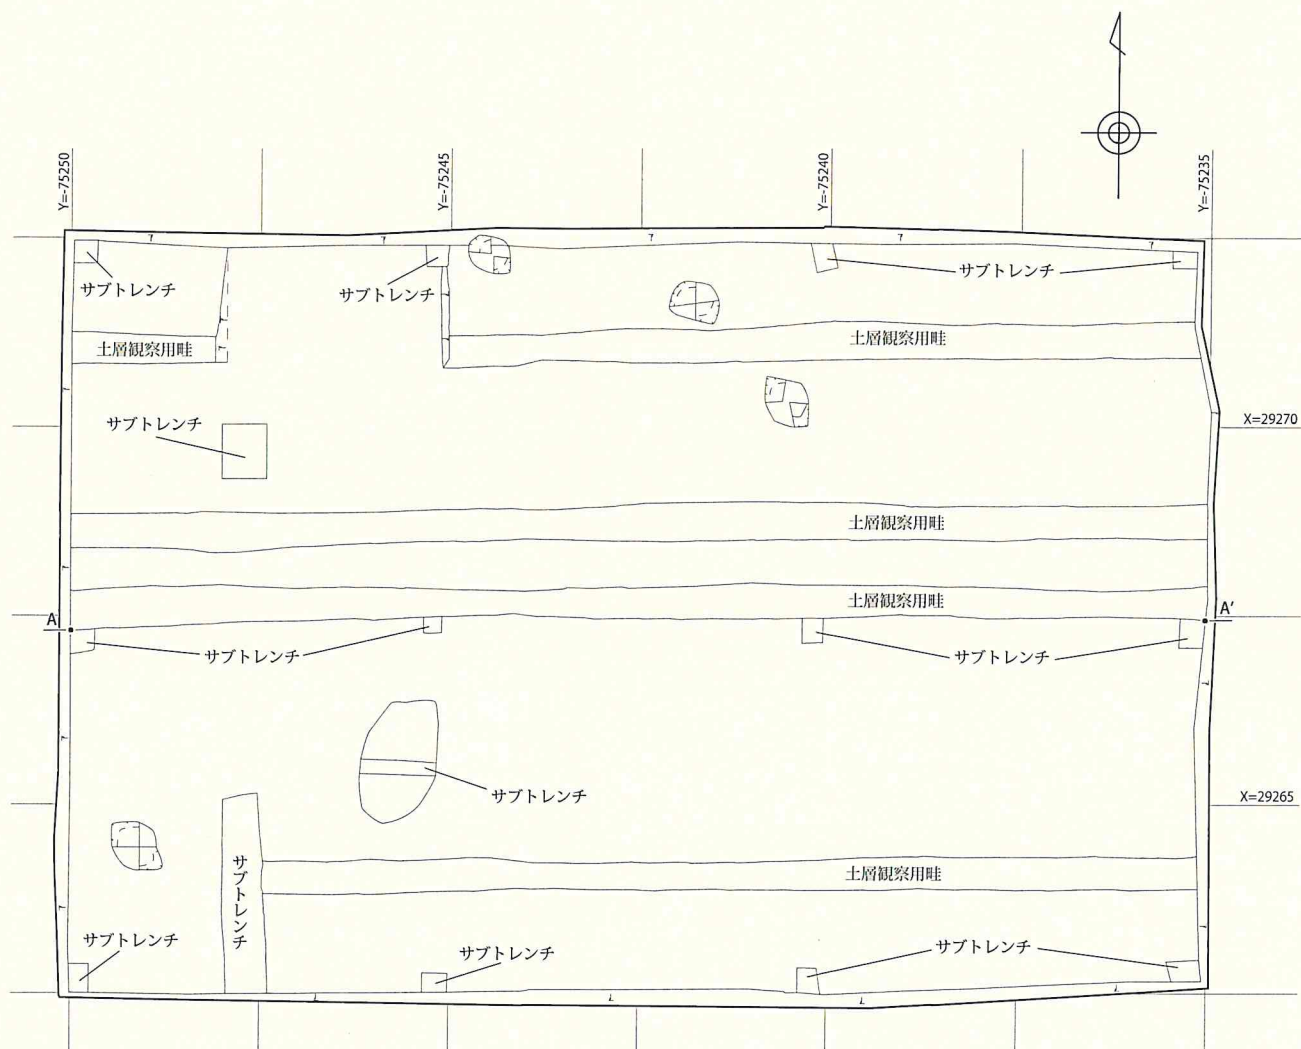 Y=-75250
Y=-75245
Y=-75240
Y=-75235
サブトレンチ
サブトレンチ
サブトレンチ
土層観察用畦
土層観察用畦
サブトレンチ
X=29270
土層観察用畦
土層観察用畦
A
A′
サブトレンチ
サブトレンチ
サブトレンチ
X=29265
サブトレンチ
土層観察用畦
サブトレンチ
サブトレンチ
サブトレンチ